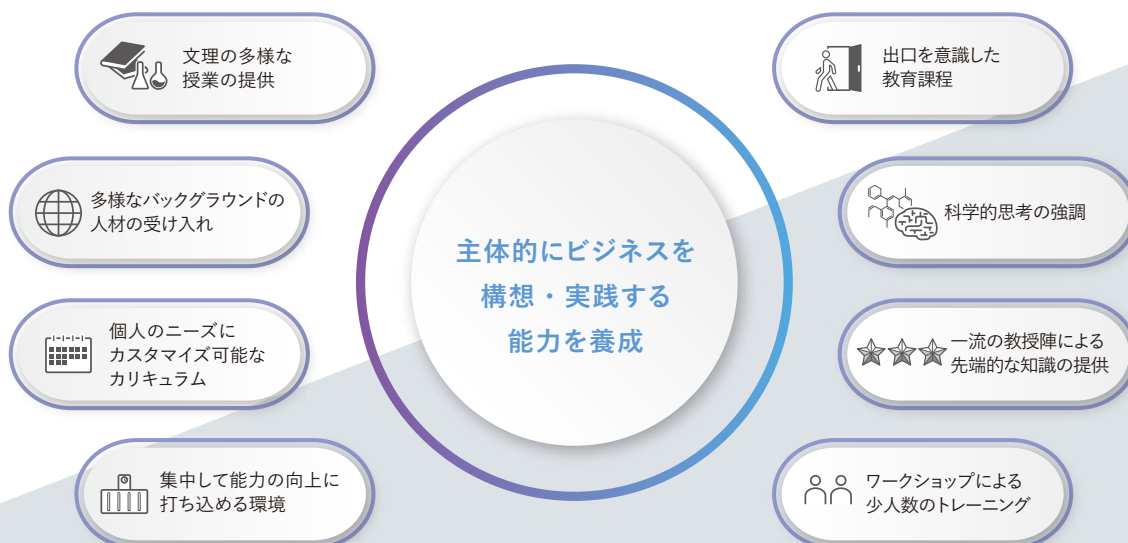 文理の多様な
授業の提供
多様なバックグラウンドの
人材の受け入れ
個人のニーズに
カスタマイズ可能な
カリキュラム
集中して能力の向上に
打ち込める環境
主体的にビジネスを
構想・実践する
能力を養成
出口を意識した
教育課程
科学的思考の強調
一流の教授陣による
先端的な知識の提供
ワークショップによる
少人数のトレーニング